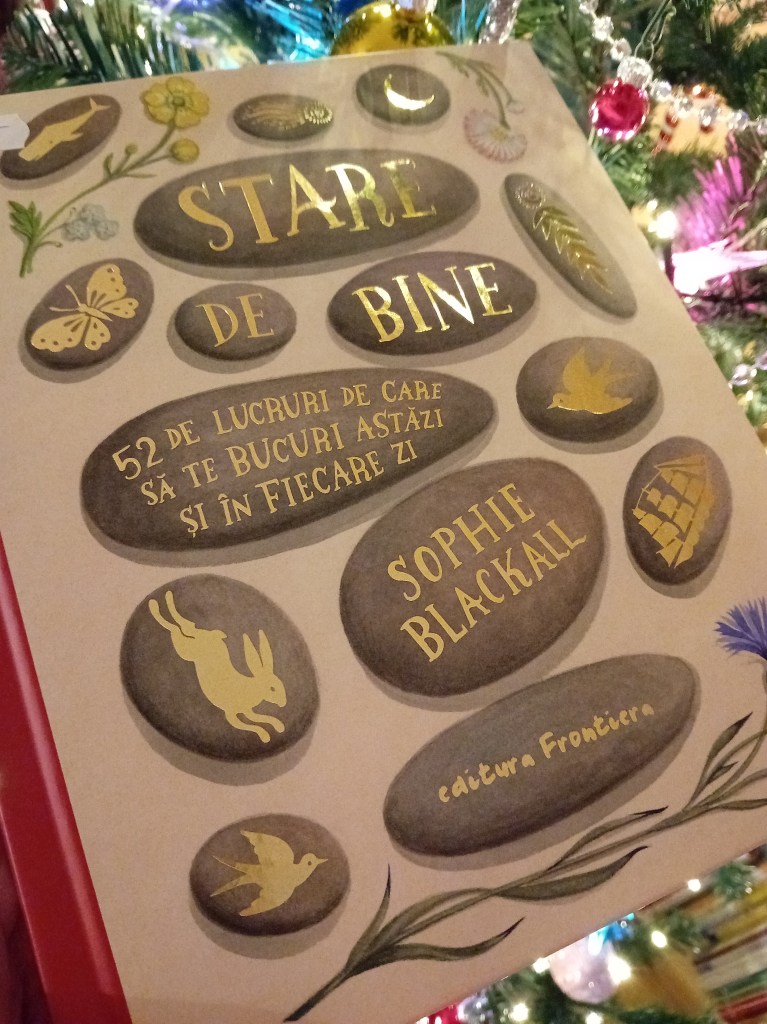 STARE
DE BINE
52 DE LUCRURI DE CARE
SĂ TE BUCURI ASTĂZI
ȘI ÎN FIECARE ZI
SOPHIE
BLACKALL
editura Frontiera